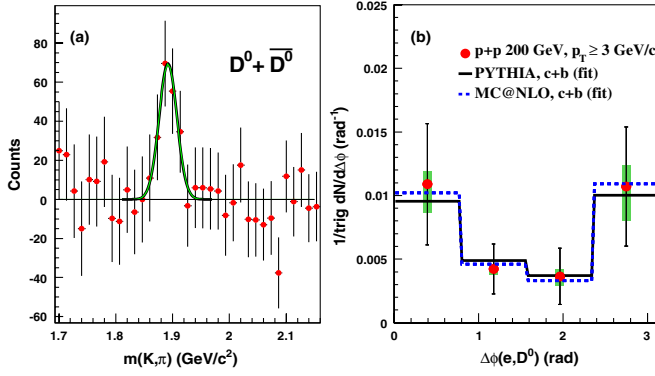 (a)
D⁰ + D̅⁰
Counts
80
60
40
20
0
-20
-40
-60
1.7
1.8
1.9
2
2.1
m(K,π) (GeV/c²)
(b)
p+p 200 GeV, p_T ≥ 3 GeV/c
PYTHIA, c+b (fit)
MC@NLO, c+b (fit)
1/trig dN/dΔϕ (rad⁻¹)
0.025
0.02
0.015
0.01
0.005
0
0
1
2
3
Δϕ(e,D⁰) (rad)